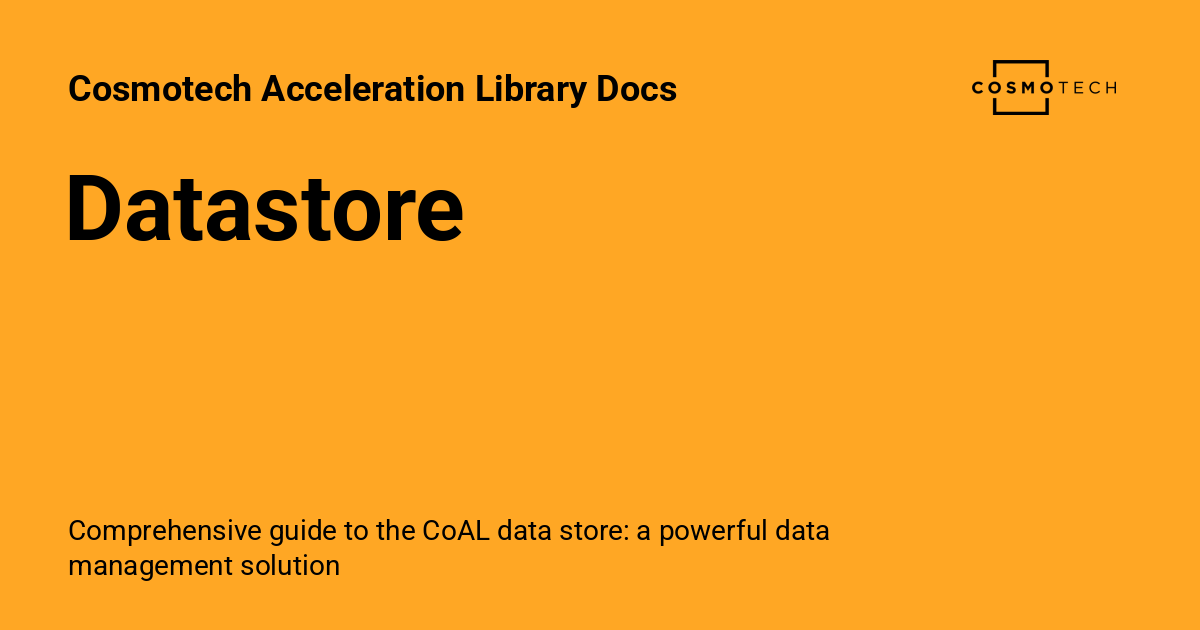 Cosmotech Acceleration Library Docs
COSMOTECH
Datastore
Comprehensive guide to the CoAL data store: a powerful data
management solution